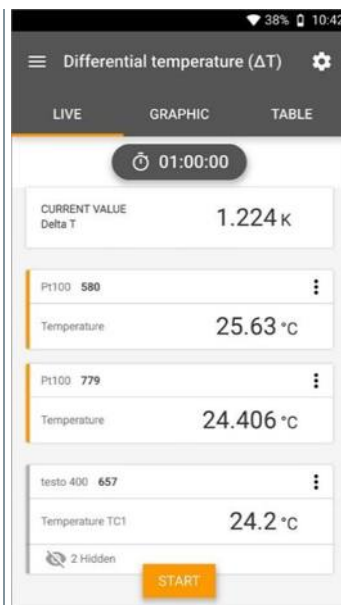 38% 10:42
Differential temperature (ΔT)
LIVE GRAPHIC TABLE
01:00:00
CURRENT VALUE
Delta T 1.224 K
Pt100 580
Temperature 25.63 °C
Pt100 779
Temperature 24.406 °C
testo 400 657
Temperature TC1 24.2 °C
2 Hidden
START